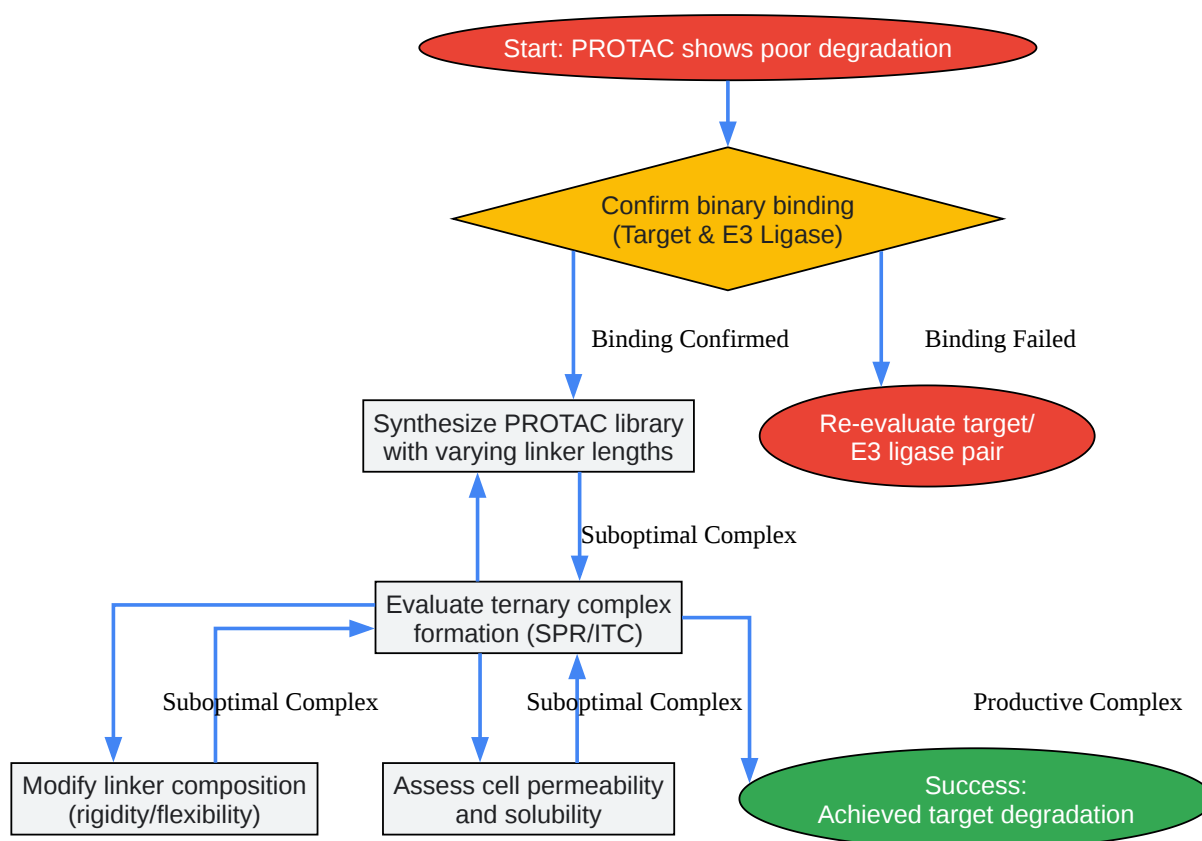 Start: PROTAC shows poor degradation
Confirm binary binding
(Target & E3 Ligase)
Binding Confirmed
Binding Failed
Synthesize PROTAC library
with varying linker lengths
Re-evaluate target/
E3 ligase pair
Suboptimal Complex
Evaluate ternary complex
formation (SPR/ITC)
Suboptimal Complex
Suboptimal Complex
Productive Complex
Modify linker composition
(rigidity/flexibility)
Assess cell permeability
and solubility
Success:
Achieved target degradation